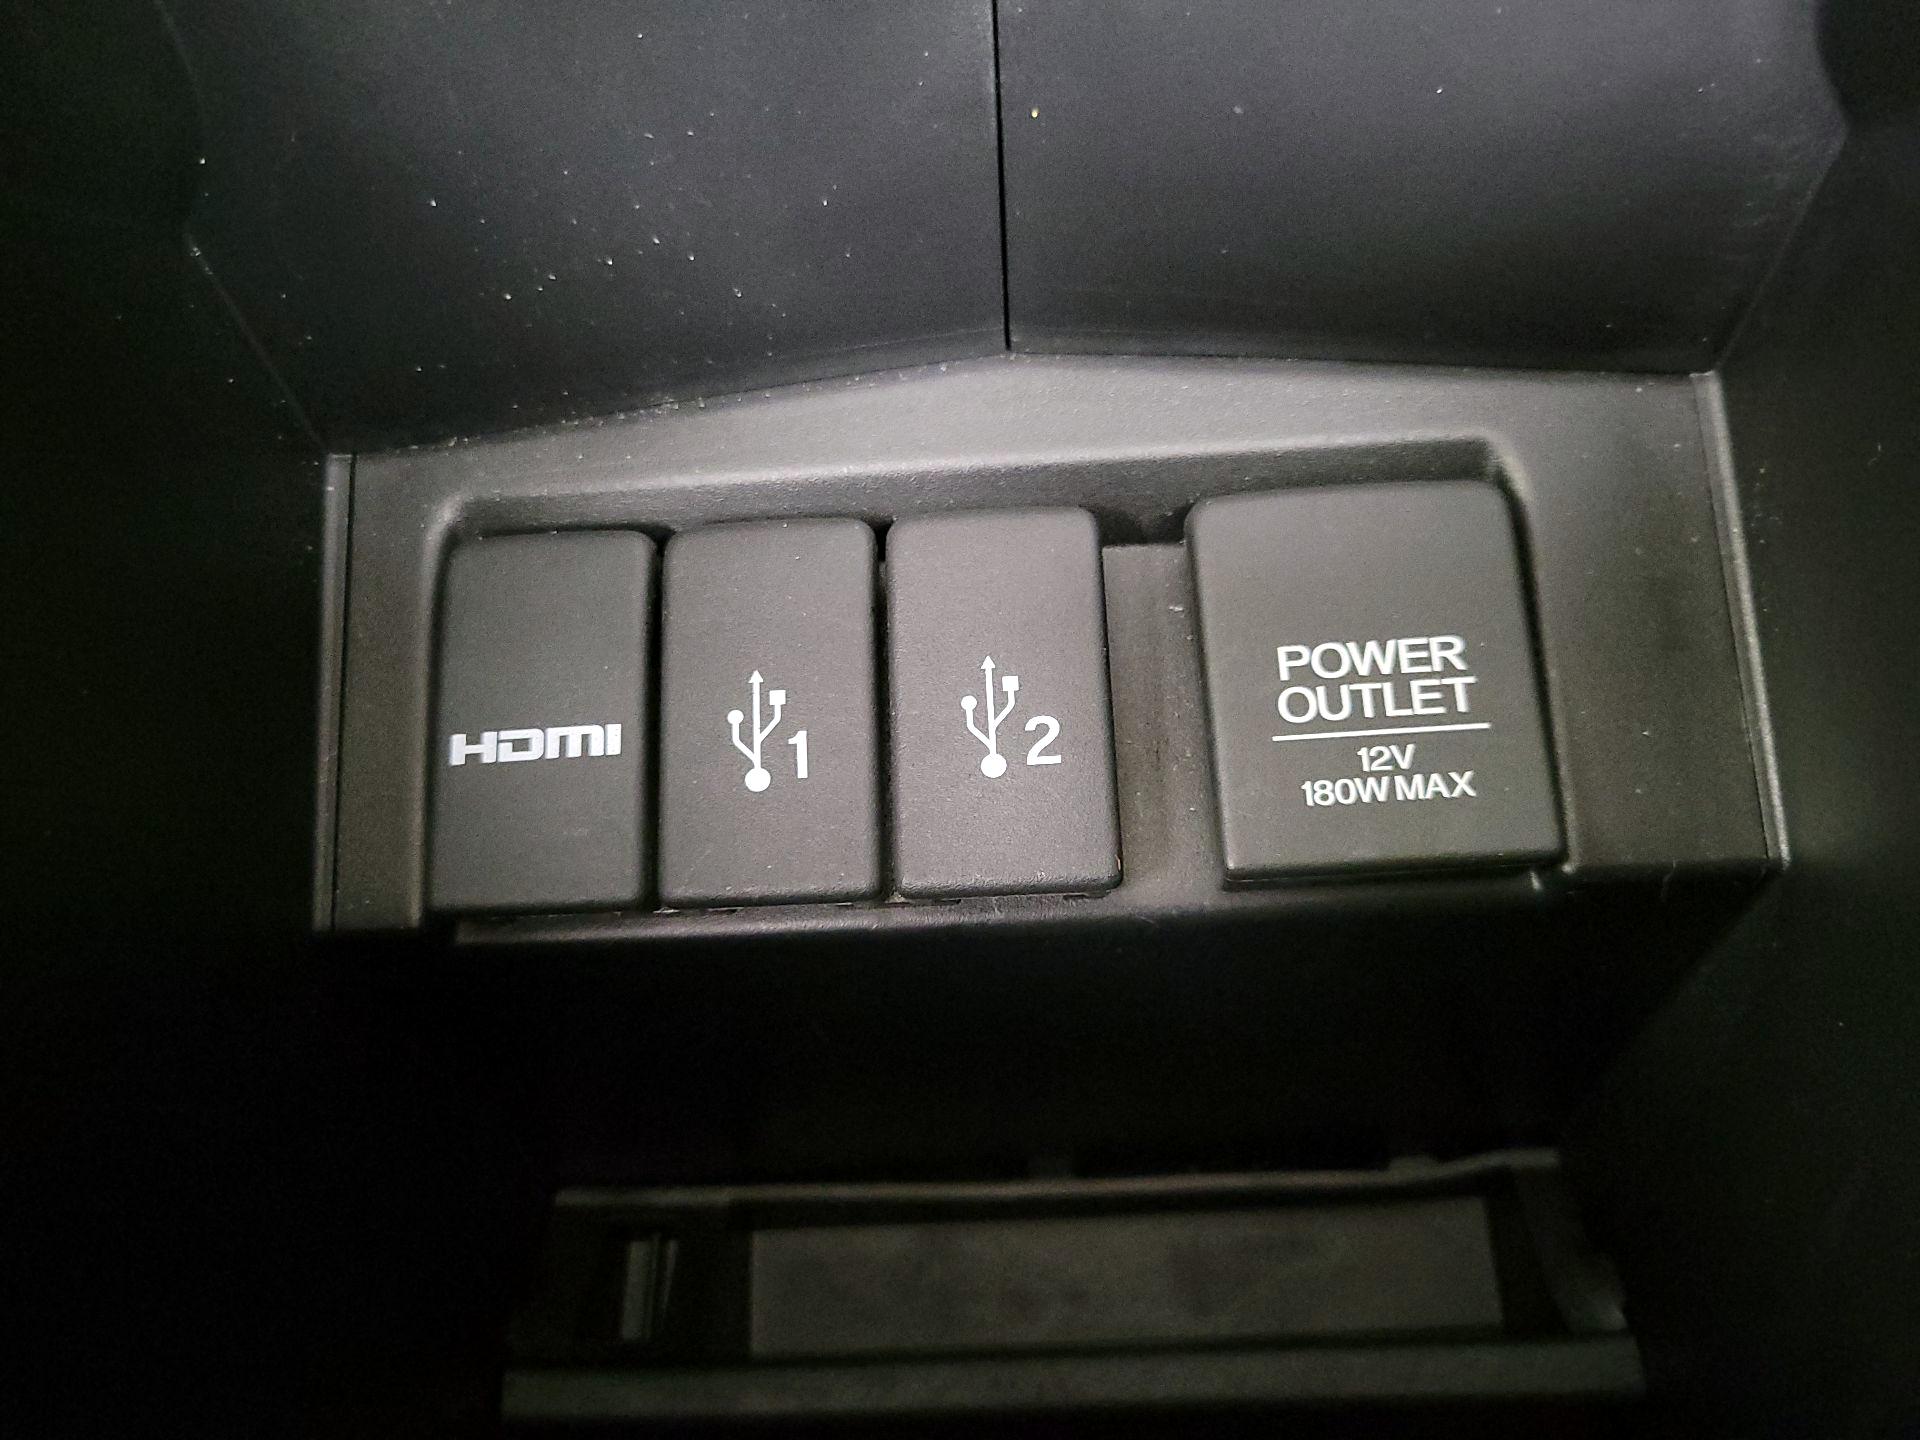 HDMI
1
2
POWER
OUTLET
12V
180W MAX